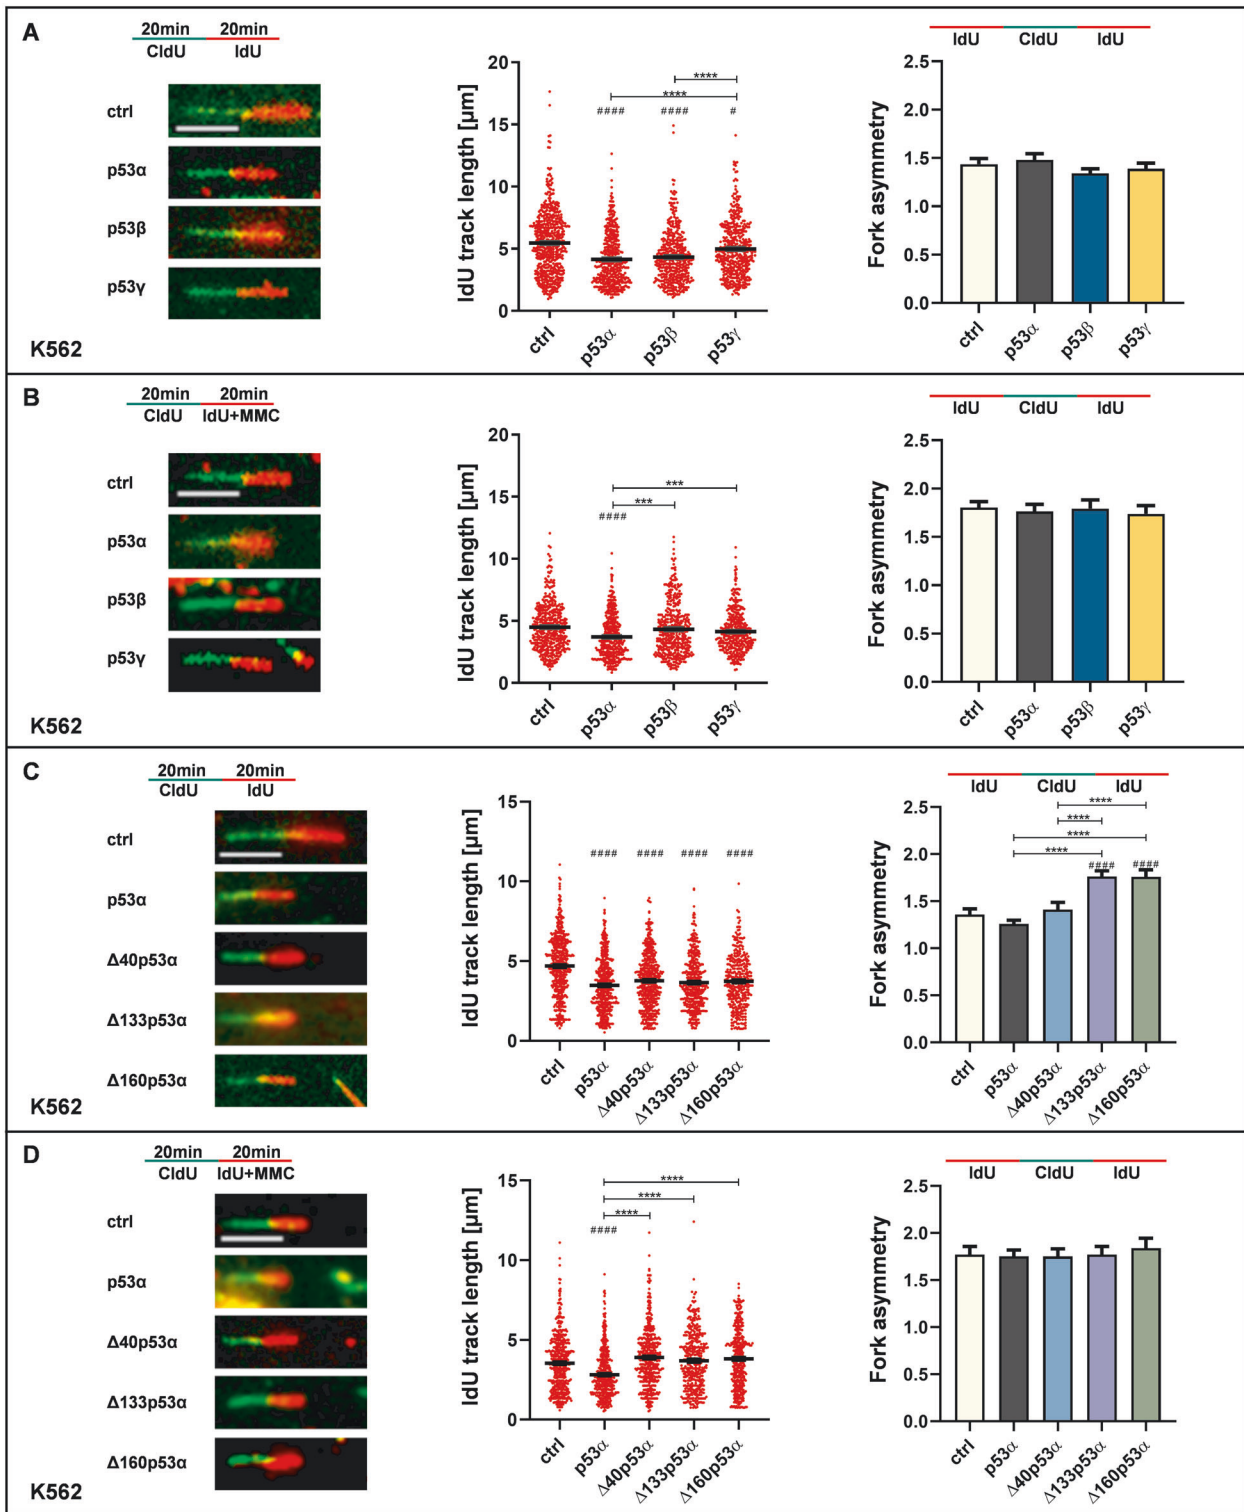 A
20min 20min
CldU IdU
ctrl
p53α
p53β
p53γ
K562
IdU track length [µm]
20
15
10
5
0
****
****
#### #### #
ctrl p53α p53β p53γ
IdU CldU IdU
Fork asymmetry
2.5
2.0
1.5
1.0
0.5
0.0
ctrl p53α p53β p53γ
B
20min 20min
CldU IdU+MMC
ctrl
p53α
p53β
p53γ
K562
IdU track length [µm]
20
15
10
5
0
***
***
####
ctrl p53α p53β p53γ
IdU CldU IdU
Fork asymmetry
2.5
2.0
1.5
1.0
0.5
0.0
ctrl p53α p53β p53γ
C
20min 20min
CldU IdU
ctrl
p53α
Δ40p53α
Δ133p53α
Δ160p53α
K562
IdU track length [µm]
15
10
5
0
#### #### #### ####
ctrl p53α Δ40p53α Δ133p53α Δ160p53α
IdU CldU IdU
Fork asymmetry
2.5
2.0
1.5
1.0
0.5
0.0
****
****
****
****
#### ####
ctrl p53α Δ40p53α Δ133p53α Δ160p53α
D
20min 20min
CldU IdU+MMC
ctrl
p53α
Δ40p53α
Δ133p53α
Δ160p53α
K562
IdU track length [µm]
15
10
5
0
****
****
****
####
ctrl p53α Δ40p53α Δ133p53α Δ160p53α
IdU CldU IdU
Fork asymmetry
2.5
2.0
1.5
1.0
0.5
0.0
ctrl p53α Δ40p53α Δ133p53α Δ160p53α